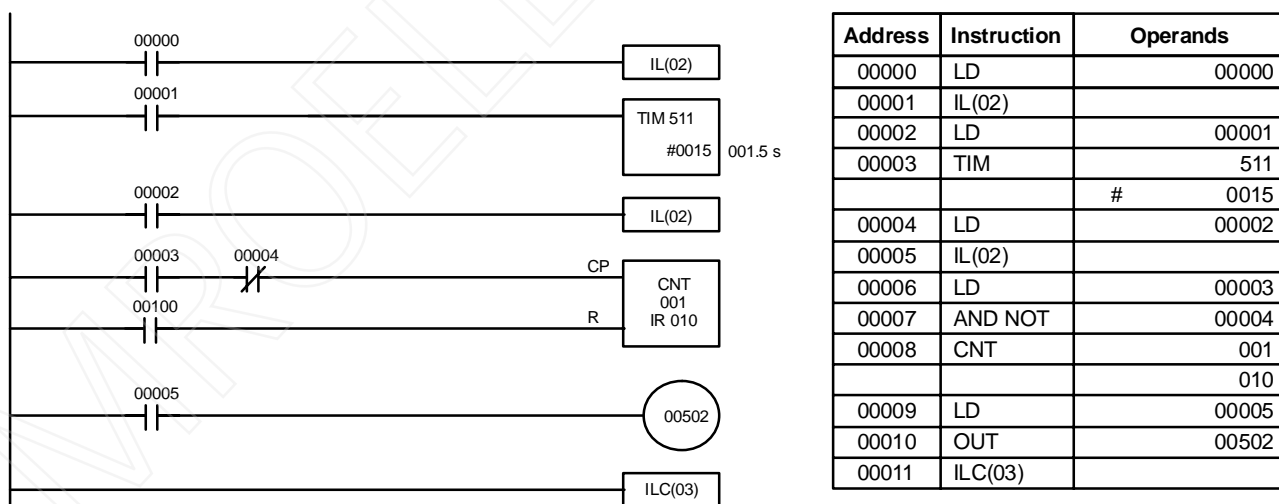 00000
IL(02)
00001
TIM 511
#0015 001.5 s
00002
IL(02)
00003 00004
CP
CNT
001
IR 010
00100
R
00005
00502
ILC(03)
Address Instruction Operands
00000 LD 00000
00001 IL(02)
00002 LD 00001
00003 TIM 511
# 0015
00004 LD 00002
00005 IL(02)
00006 LD 00003
00007 AND NOT 00004
00008 CNT 001
010
00009 LD 00005
00010 OUT 00502
00011 ILC(03)